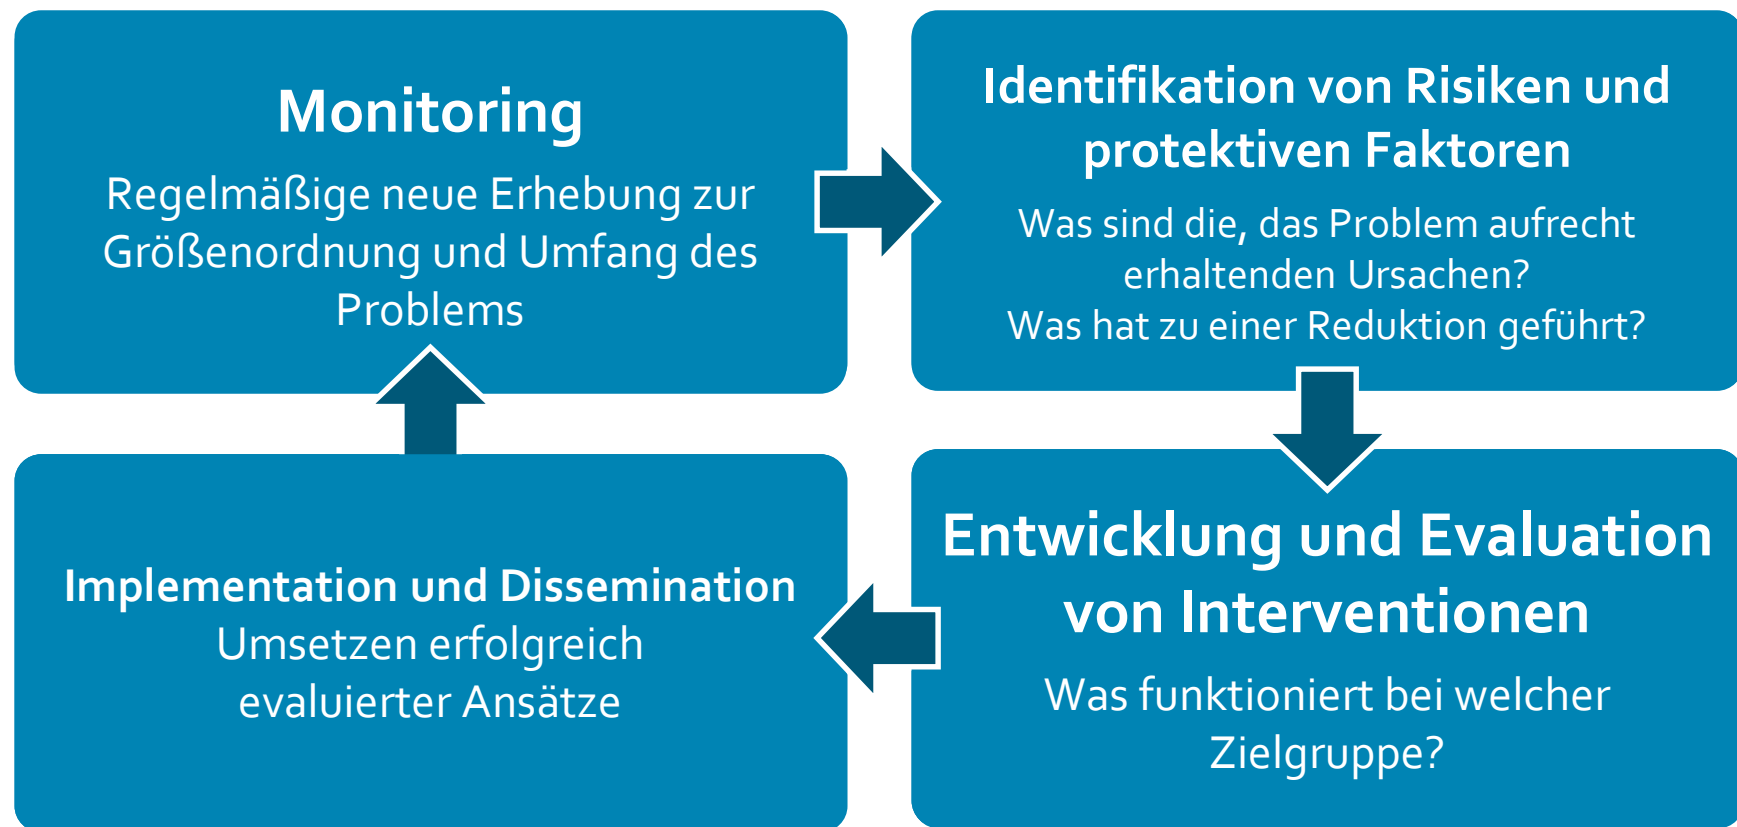 Monitoring
Regelmäßige neue Erhebung zur
Größenordnung und Umfang des
Problems
Identifikation von Risiken und
protektiven Faktoren
Was sind die, das Problem aufrecht
erhaltenden Ursachen?
Was hat zu einer Reduktion geführt?
Entwicklung und Evaluation
von Interventionen
Was funktioniert bei welcher
Zielgruppe?
Implementation und Dissemination
Umsetzen erfolgreich
evaluierter Ansätze